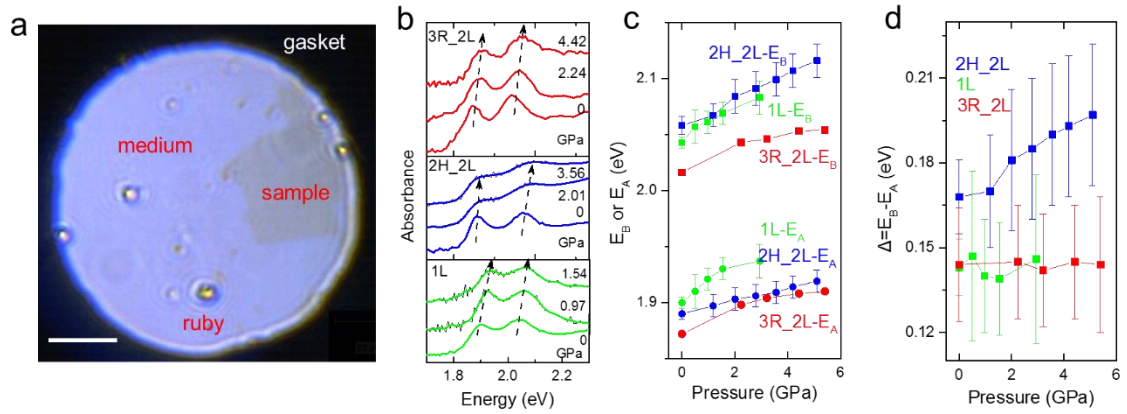 a
gasket
medium
sample
ruby
b
3R_2L
4.42
2.24
0
GPa
2H_2L
3.56
2.01
0
GPa
1L
1.54
0.97
0
GPa
Absorbance
1.8 2.0 2.2
Energy (eV)
c
2.1
2.0
1.9
E_B or E_A (eV)
2H_2L-E_B
1L-E_B
3R_2L-E_B
1L-E_A
2H_2L-E_A
3R_2L-E_A
0 2 4 6
Pressure (GPa)
d
0.21
0.18
0.15
0.12
Δ=E_B-E_A (eV)
2H_2L
1L
3R_2L
0 2 4 6
Pressure (GPa)